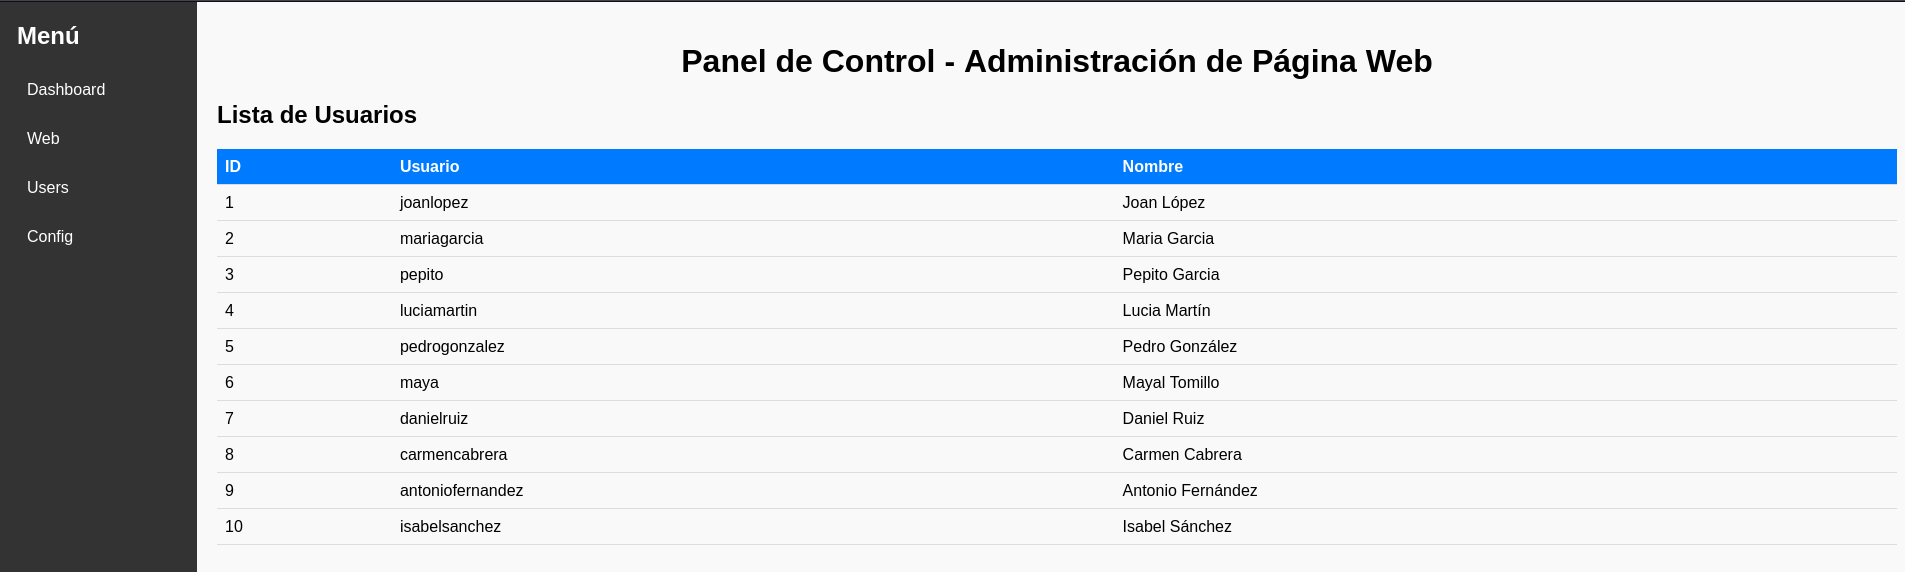 Menú
Dashboard
Web
Users
Config
Panel de Control - Administración de Página Web
Lista de Usuarios
ID Usuario Nombre
1 joanlopez Joan López
2 mariagarcia Maria Garcia
3 pepito Pepito Garcia
4 luciamartin Lucia Martín
5 pedrogonzalez Pedro González
6 maya Mayal Tomillo
7 danielruiz Daniel Ruiz
8 carmencabrera Carmen Cabrera
9 antoniofernandez Antonio Fernández
10 isabelsanchez Isabel Sánchez